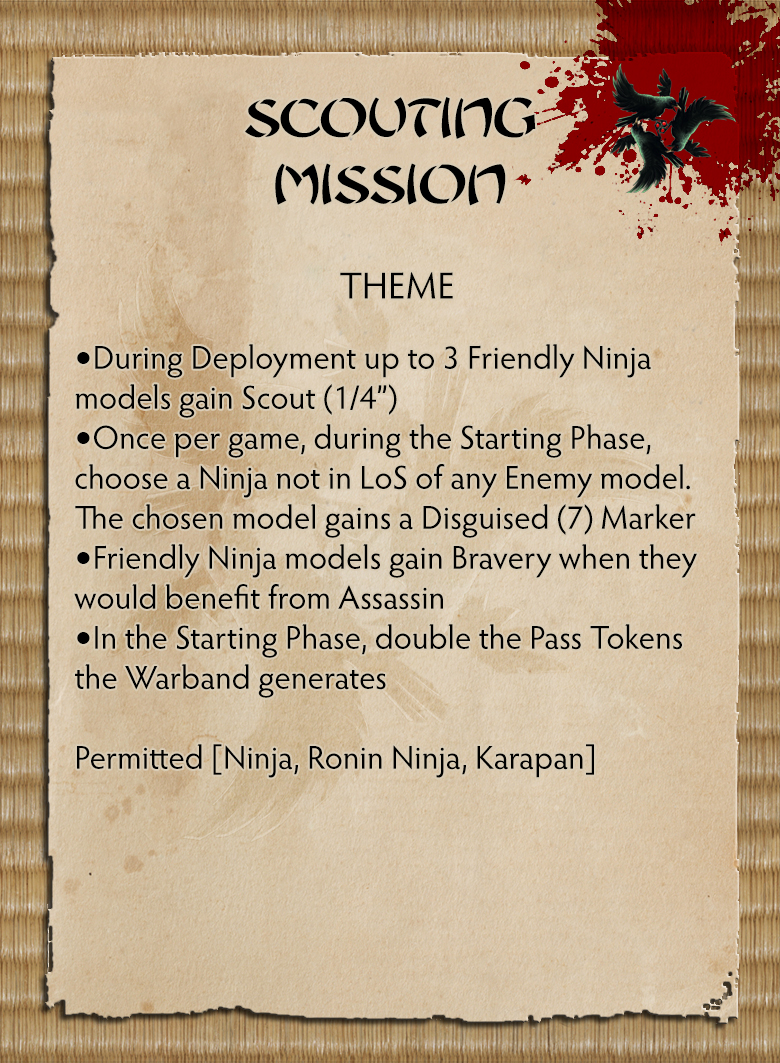 SCOUTING
MISSION
THEME
•During Deployment up to 3 Friendly Ninja
models gain Scout (1/4”)
•Once per game, during the Starting Phase,
choose a Ninja not in LoS of any Enemy model.
The chosen model gains a Disguised (7) Marker
•Friendly Ninja models gain Bravery when they
would benefit from Assassin
•In the Starting Phase, double the Pass Tokens
the Warband generates
Permitted [Ninja, Ronin Ninja, Karapan]